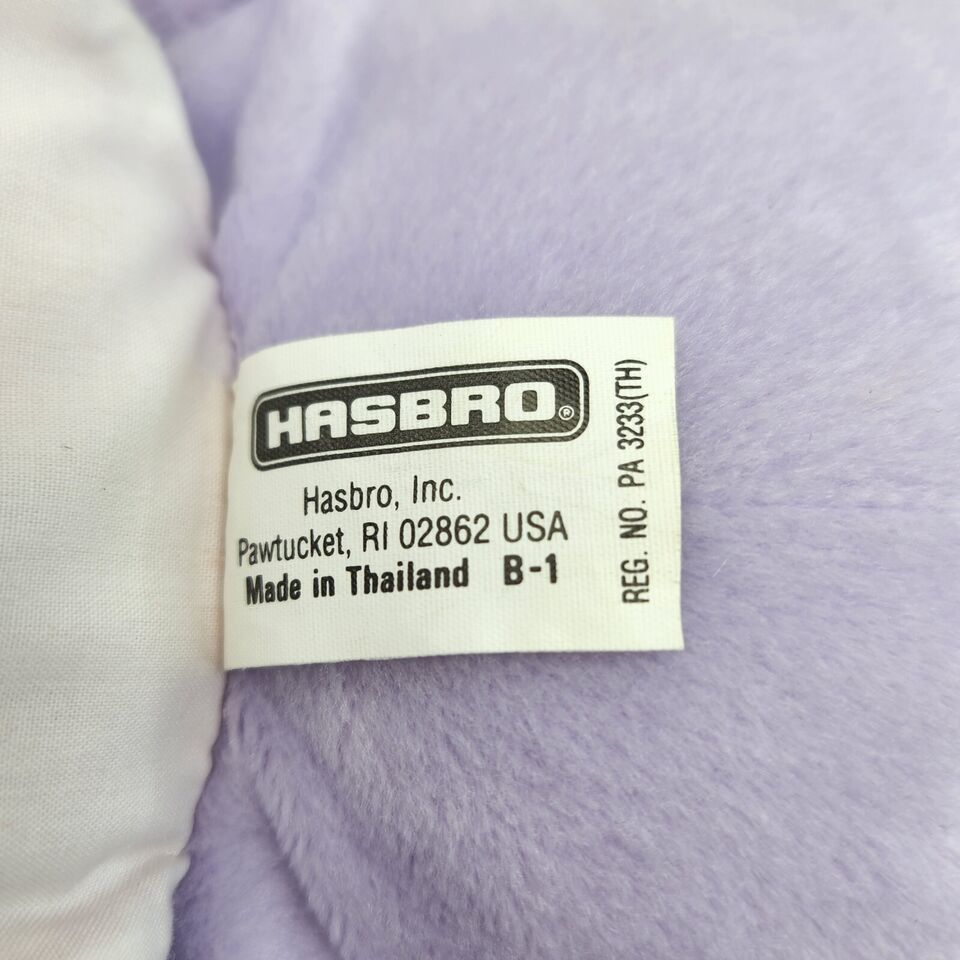 HASBRO®
Hasbro, Inc.
Pawtucket, RI 02862 USA
Made in Thailand B-1
REG. NO. PA 3233(TH)